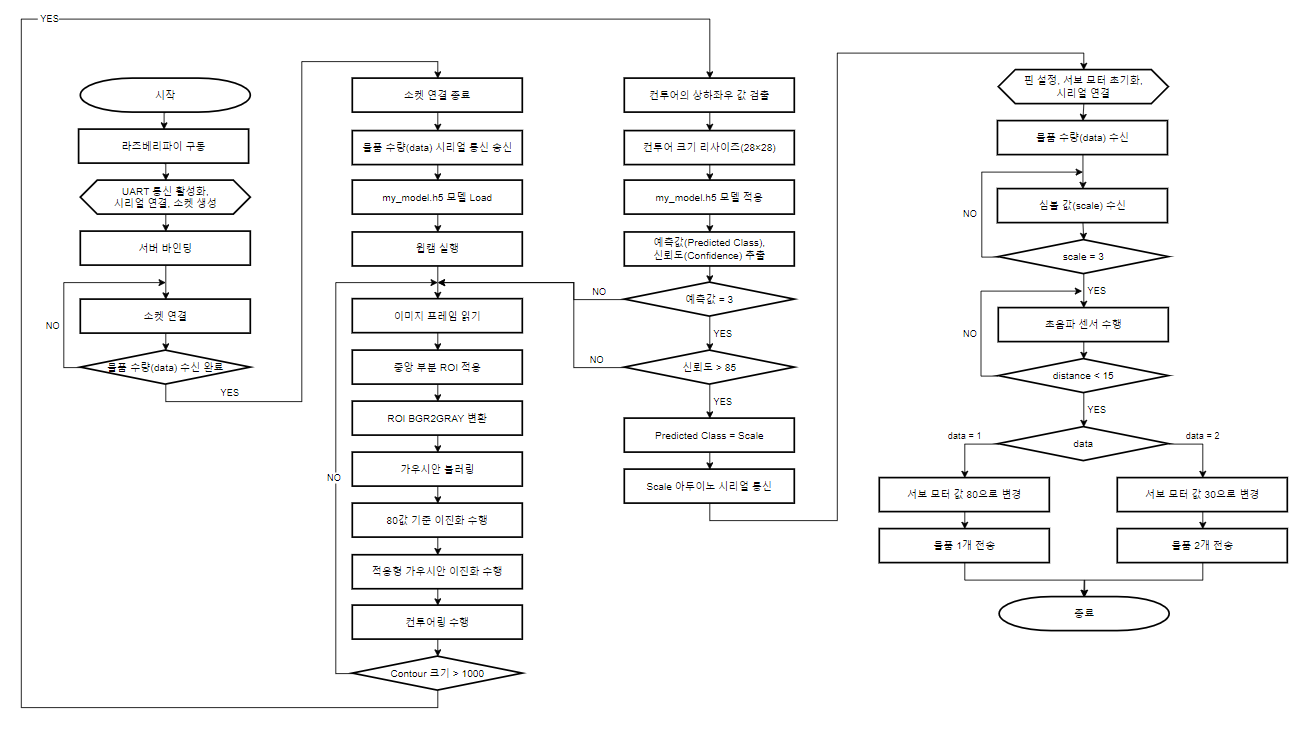 YES
시작
라즈베리파이 구동
UART 통신 활성화,
시리얼 연결, 소켓 생성
서버 바인딩
소켓 연결
NO
물품 수량(data) 수신 완료
YES
소켓 연결 종료
물품 수량(data) 시리얼 통신 송신
my_model.h5 모델 Load
웹캠 실행
이미지 프레임 읽기
중앙 부분 ROI 적용
ROI BGR2GRAY 변환
가우시안 블러링
NO
80값 기준 이진화 수행
적응형 가우시안 이진화 수행
컨투어링 수행
Contour 크기 > 1000
컨투어의 상하좌우 값 검출
컨투어 크기 리사이즈(28×28)
my_model.h5 모델 적용
예측값(Predicted Class),
신뢰도(Confidence) 추출
NO
예측값 = 3
YES
NO
신뢰도 > 85
YES
Predicted Class = Scale
Scale 아두이노 시리얼 통신
핀 설정, 서보 모터 초기화,
시리얼 연결
물품 수량(data) 수신
심볼 값(scale) 수신
NO
scale = 3
YES
초음파 센서 수행
NO
distance < 15
YES
data = 1
data
data = 2
서보 모터 값 80으로 변경
서보 모터 값 30으로 변경
물품 1개 전송
물품 2개 전송
종료